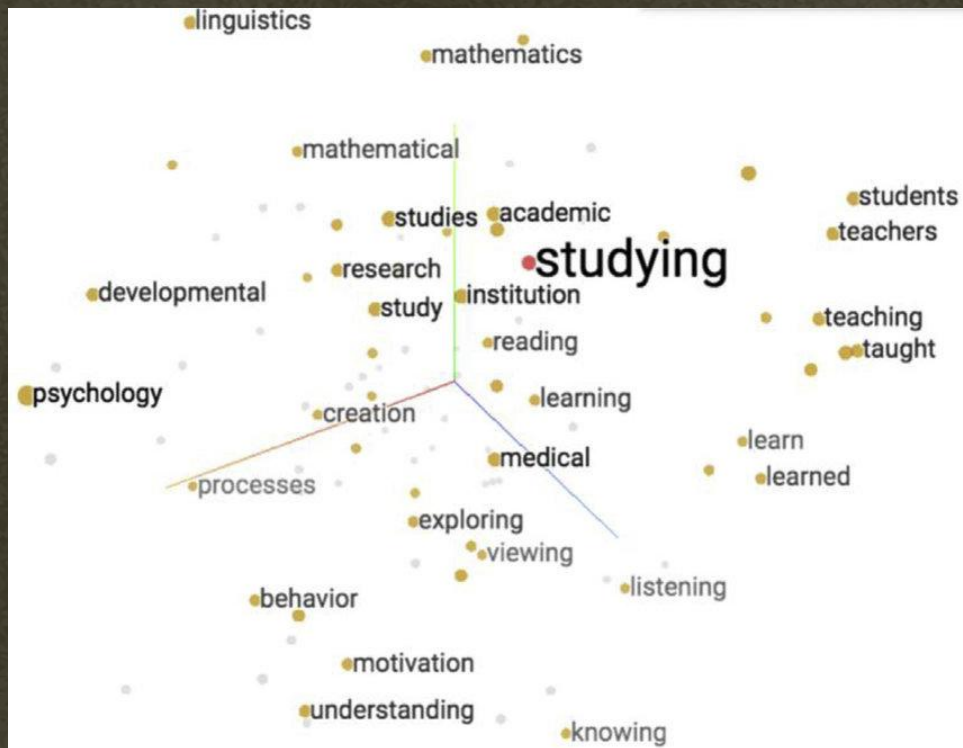 linguistics
mathematics
mathematical
students
studies
academic
teachers
studying
research
developmental
institution
study
teaching
reading
taught
psychology
learning
creation
learn
medical
learned
processes
exploring
viewing
listening
behavior
motivation
understanding
knowing